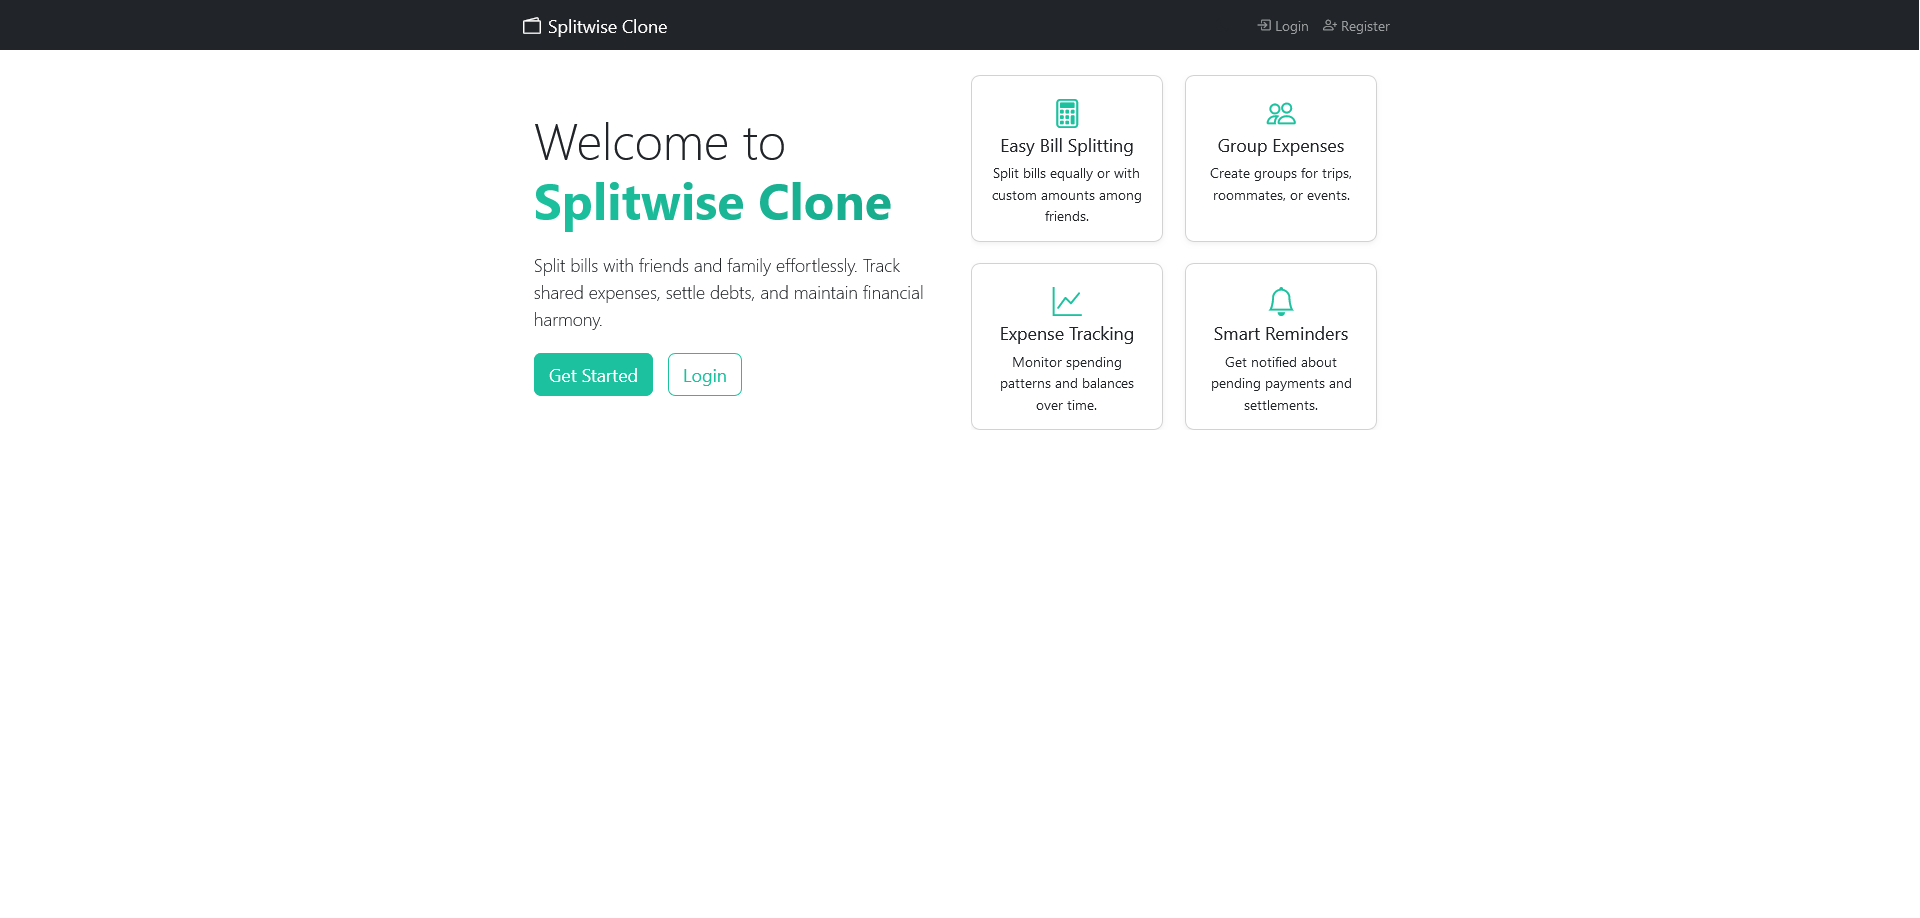 Splitwise Clone
Login
Register
Welcome to
Splitwise Clone
Split bills with friends and family effortlessly. Track
shared expenses, settle debts, and maintain financial
harmony.
Get Started
Login
Easy Bill Splitting
Split bills equally or with
custom amounts among
friends.
Group Expenses
Create groups for trips,
roommates, or events.
Expense Tracking
Monitor spending
patterns and balances
over time.
Smart Reminders
Get notified about
pending payments and
settlements.